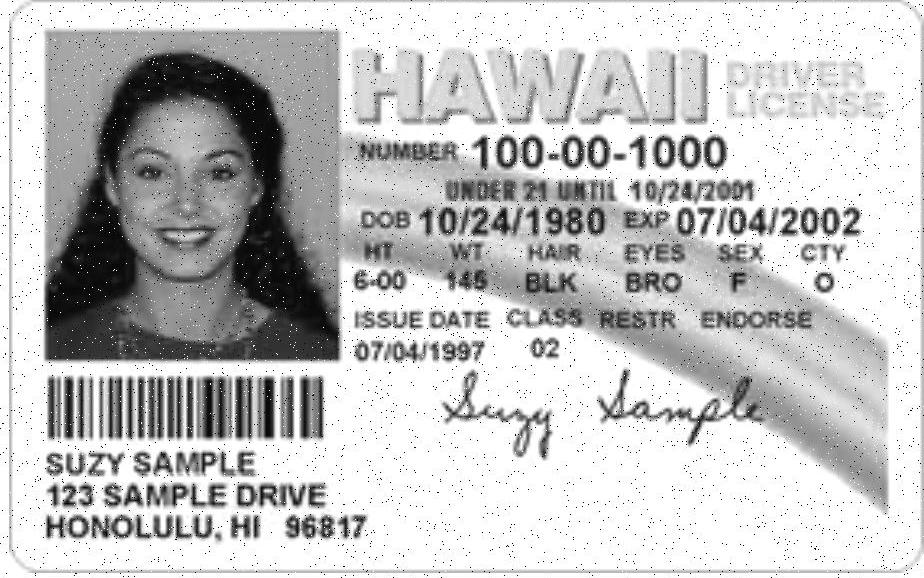 HAWAII DRIVER LICENSE
NUMBER 100-00-1000
UNDER 21 UNTIL 10/24/2001
DOB 10/24/1980 EXP 07/04/2002
HT WT HAIR EYES SEX CTY
6-00 145 BLK BRO F O
ISSUE DATE CLASS RESTR ENDORSE
07/04/1997 02
Suzy Sample
SUZY SAMPLE
123 SAMPLE DRIVE
HONOLULU, HI 96817